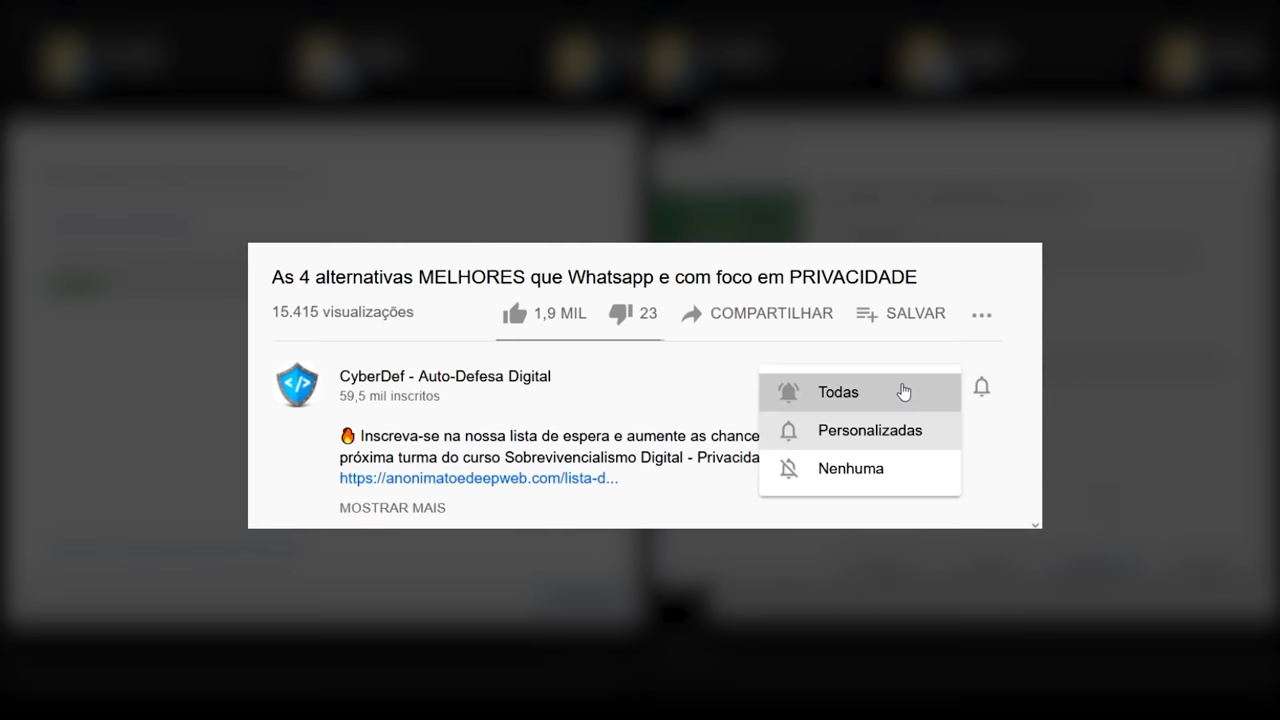 As 4 alternativas MELHORES que Whatsapp e com foco em PRIVACIDADE
15.415 visualizações 1,9 MIL 23 COMPARTILHAR SALVAR
CyberDef - Auto-Defesa Digital
59,5 mil inscritos
🔥 Inscreva-se na nossa lista de espera e aumente as chance
próxima turma do curso Sobrevivencialismo Digital - Privacida
https://anonimatoedeepweb.com/lista-d...
MOSTRAR MAIS
Todas
Personalizadas
Nenhuma